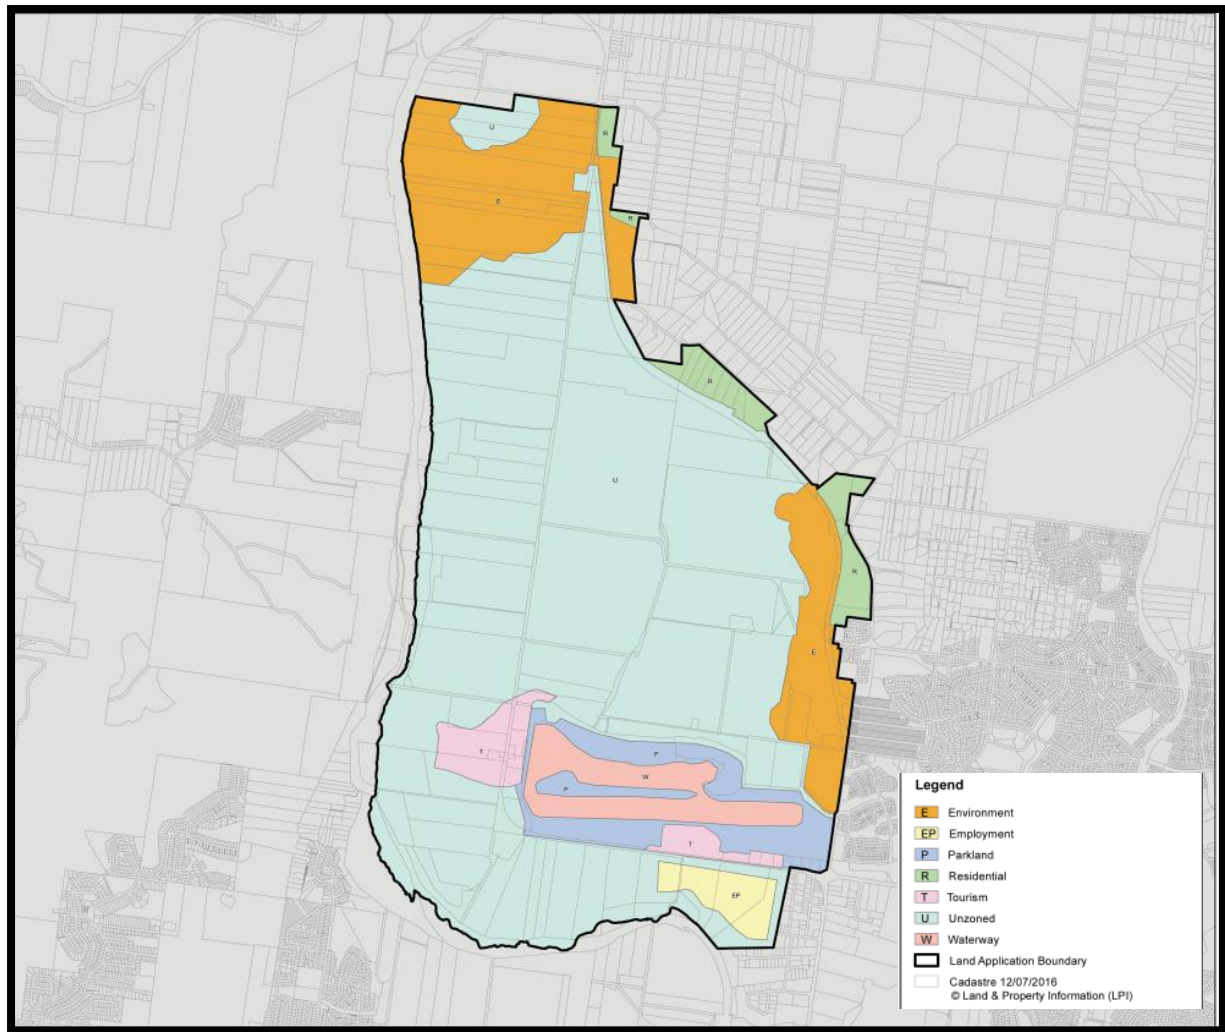 U
R
E
R
R
U
R
E
T
P
W
P
T
EP
Legend
E Environment
EP Employment
P Parkland
R Residential
T Tourism
U Unzoned
W Waterway
Land Application Boundary
Cadastre 12/07/2016
© Land & Property Information (LPI)